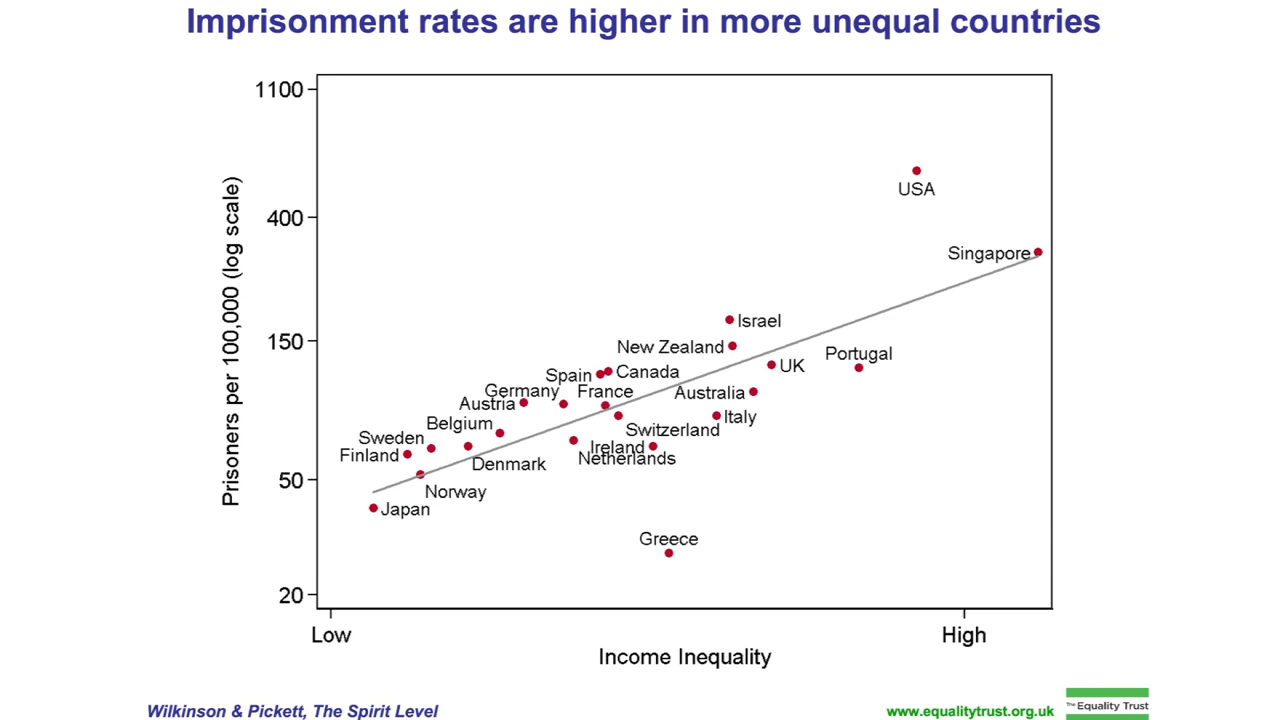 Imprisonment rates are higher in more unequal countries
1100
400
150
50
20
Prisoners per 100,000 (log scale)
USA
Singapore
Israel
New Zealand
Portugal
UK
Spain
Canada
Germany
France
Australia
Austria
Italy
Belgium
Switzerland
Sweden
Ireland
Finland
Netherlands
Denmark
Norway
Japan
Greece
Low
High
Income Inequality
Wilkinson & Pickett, The Spirit Level
www.equalitytrust.org.uk
The Equality Trust